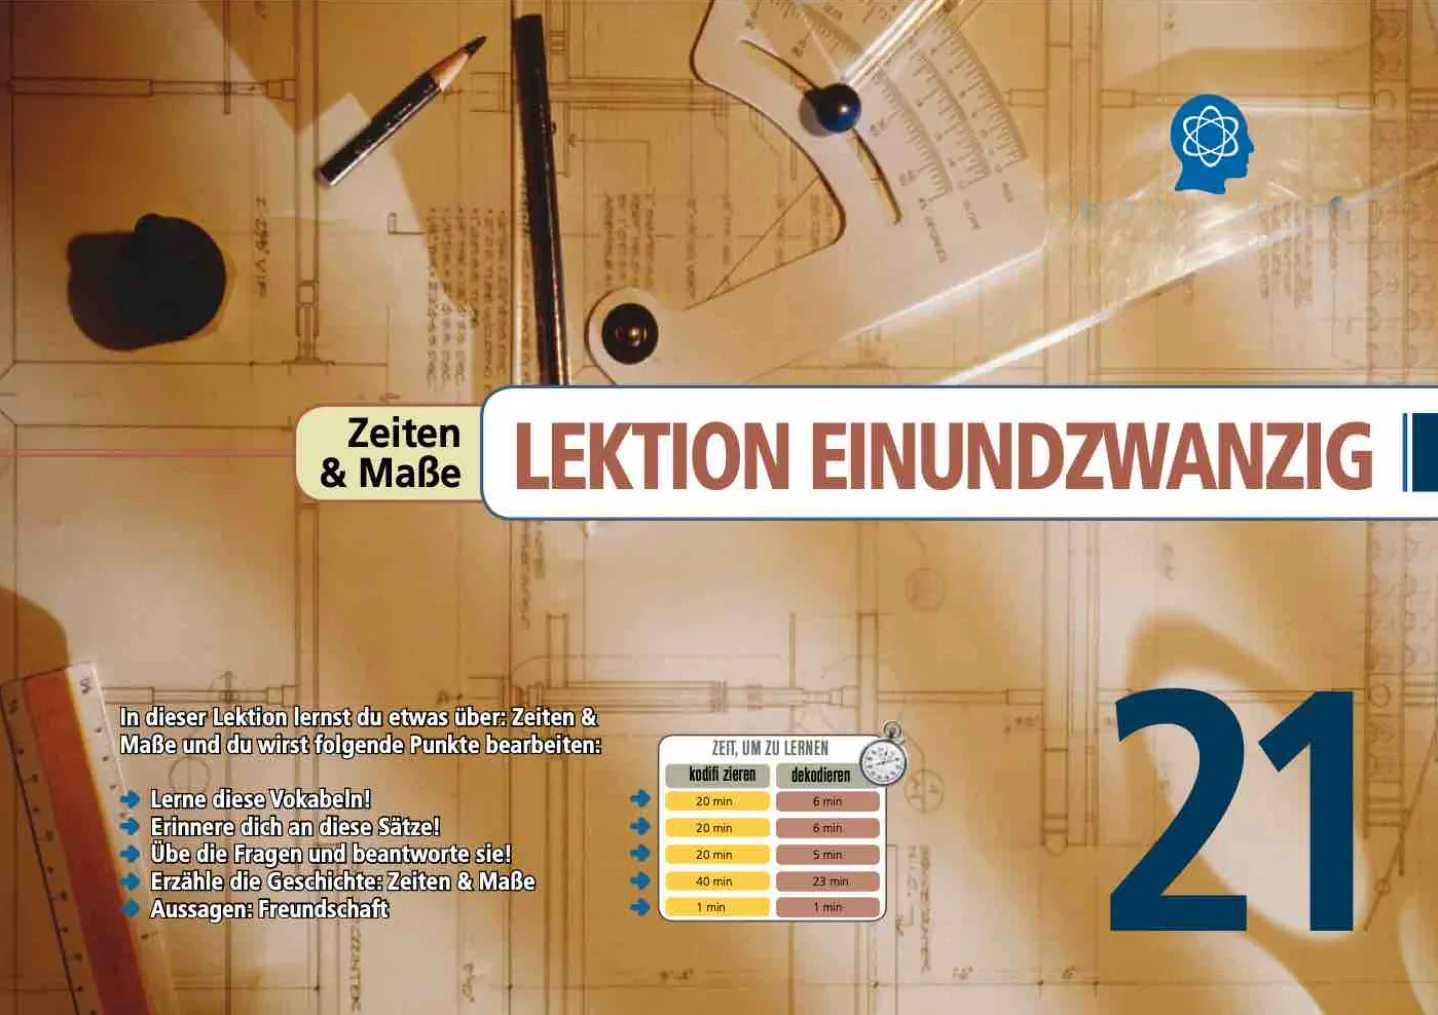 Zeiten
& Maße
LEKTION EINUNDZWANZIG
In dieser Lektion lernst du etwas über: Zeiten &
Maße und du wirst folgende Punkte bearbeiten:
Lerne diese Vokabeln!
Erinnere dich an diese Sätze!
Übe die Fragen und beantworte sie!
Erzähle die Geschichte: Zeiten & Maße
Aussagen: Freundschaft
ZEIT, UM ZU LERNEN
kodifi zieren dekodieren
20 min 6 min
20 min 6 min
20 min 5 min
40 min 23 min
1 min 1 min
21